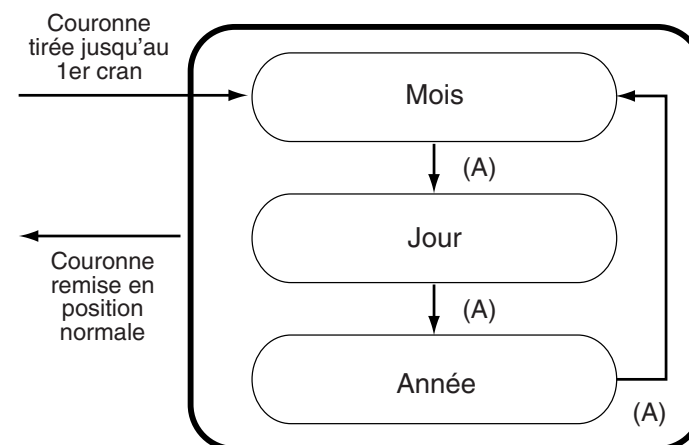 Couronne
tirée jusqu'au
1er cran
Mois
(A)
Jour
Couronne
remise en
position
normale
(A)
Année
(A)